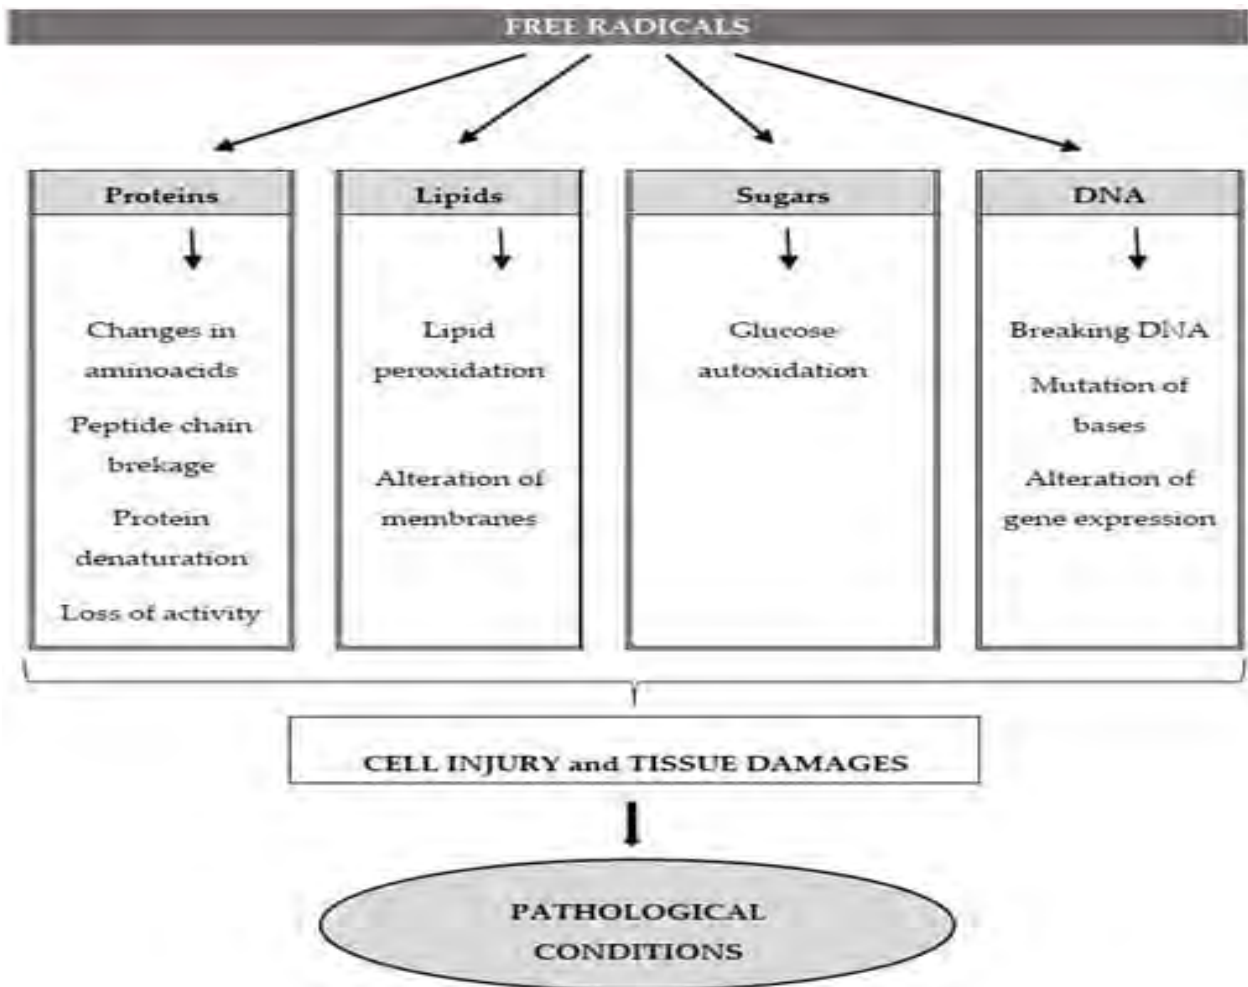 FREE RADICALS
Proteins
Changes in
aminoacids
Peptide chain
brekage
Protein
denaturation
Loss of activity
Lipids
Lipid
peroxidation
Alteration of
membranes
Sugars
Glucose
autoxidation
DNA
Breaking DNA
Mutation of
bases
Alteration of
gene expression
CELL INJURY and TISSUE DAMAGES
PATHOLOGICAL
CONDITIONS